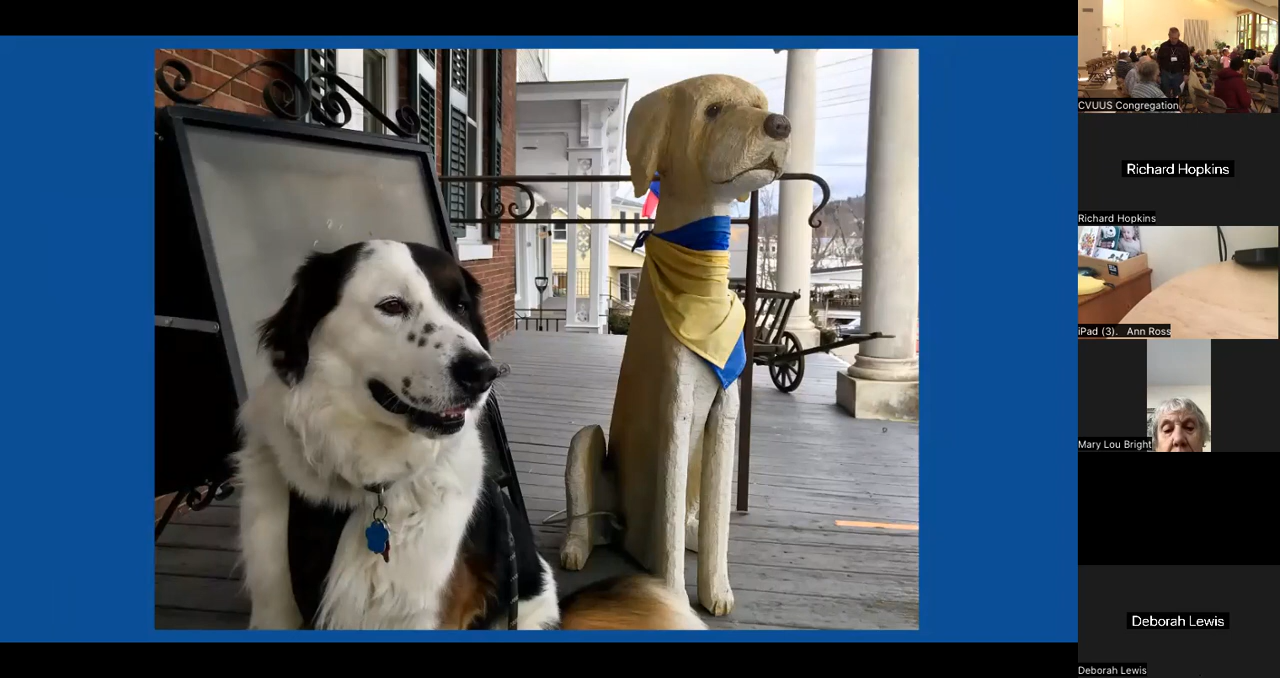 CVUUS Congregation
Richard Hopkins
Richard Hopkins
iPad (3). Ann Ross
Mary Lou Bright
Deborah Lewis
Deborah Lewis